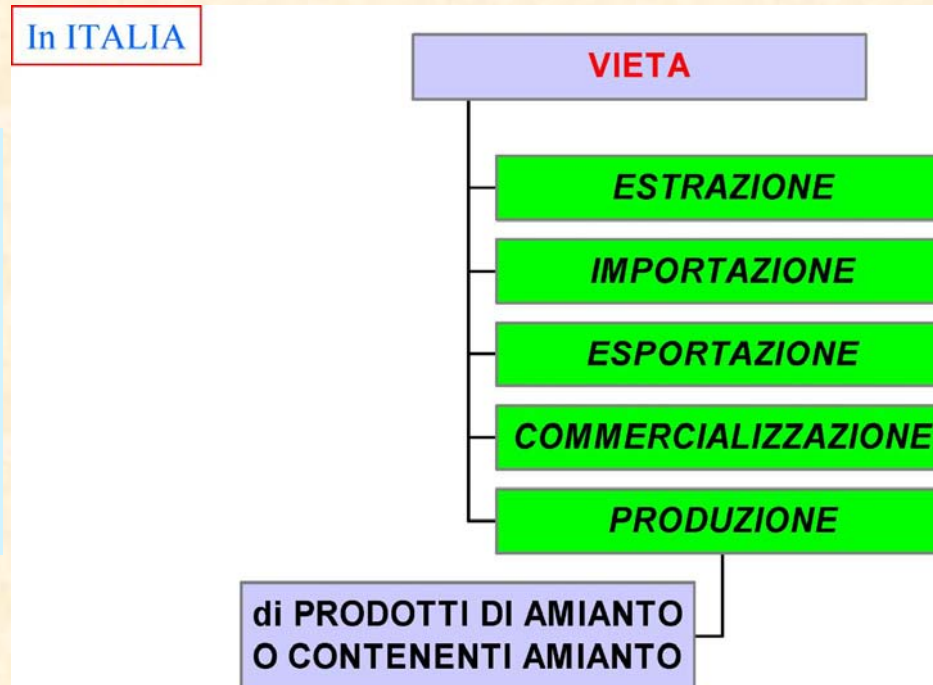 In ITALIA
VIETA
ESTRAZIONE
IMPORTAZIONE
ESPORTAZIONE
COMMERCIALIZZAZIONE
PRODUZIONE
di PRODOTTI DI AMIANTO
O CONTENENTI AMIANTO